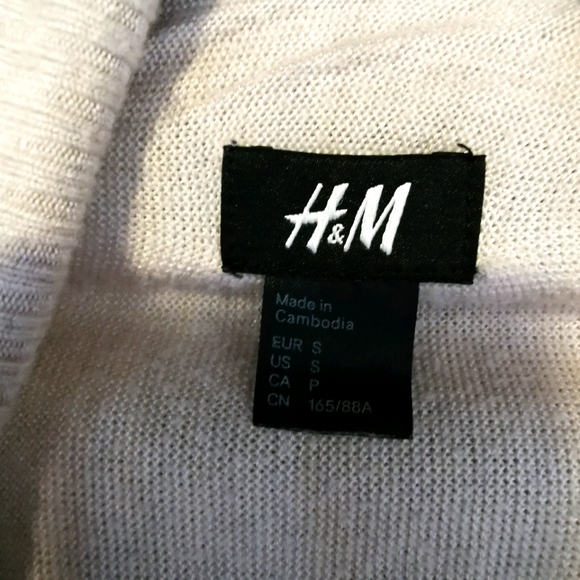 H&M
Made in
Cambodia
EUR S
US S
CA P
CN 165/88A